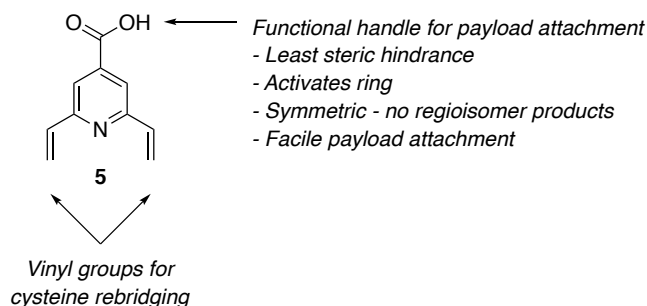 O
OH
Functional handle for payload attachment
- Least steric hindrance
- Activates ring
- Symmetric - no regioisomer products
- Facile payload attachment
N
5
Vinyl groups for
cysteine rebridging